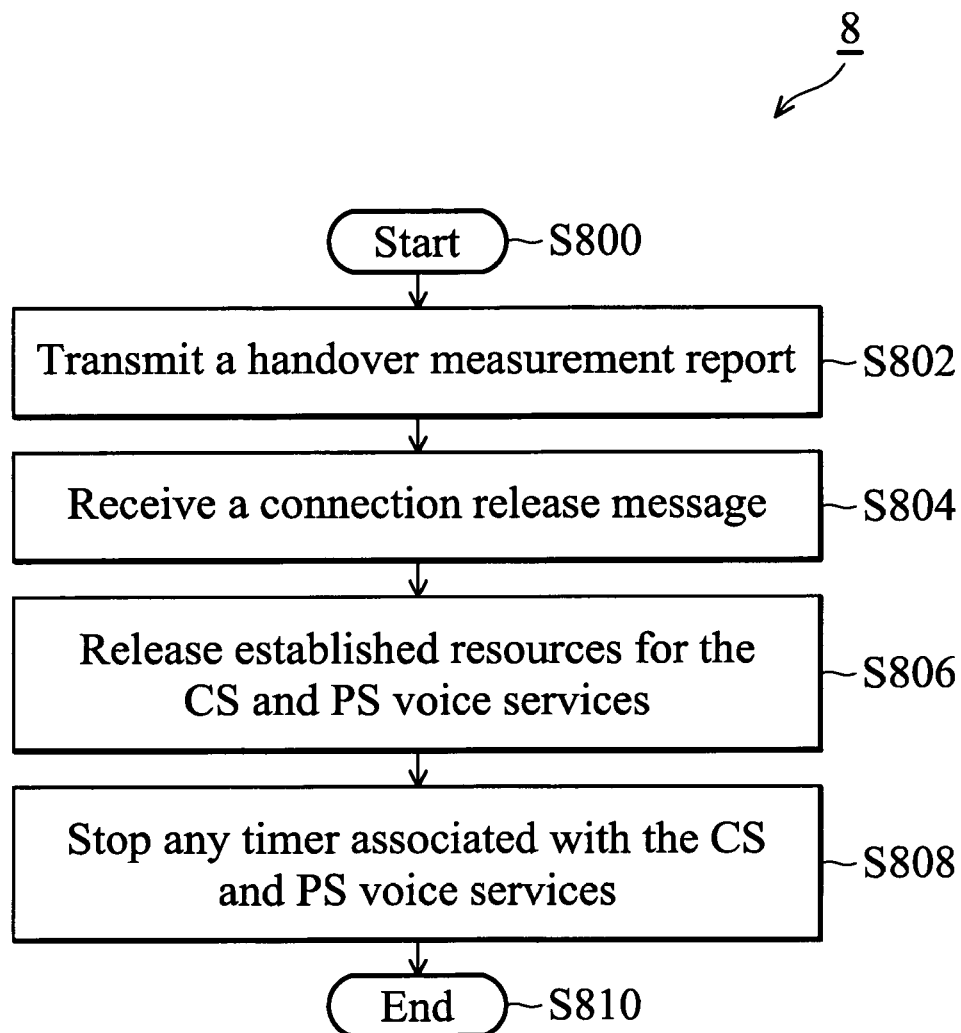 8
Start
S800
Transmit a handover measurement report
S802
Receive a connection release message
S804
Release established resources for the
CS and PS voice services
S806
Stop any timer associated with the CS
and PS voice services
S808
End
S810